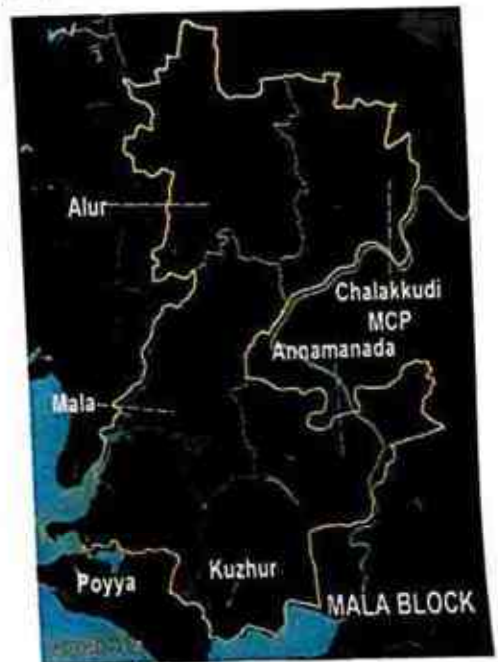 Alur
Chalakkudi
MCP
Annamanada
Mala
Poyya
Kuzhur
MALA BLOCK